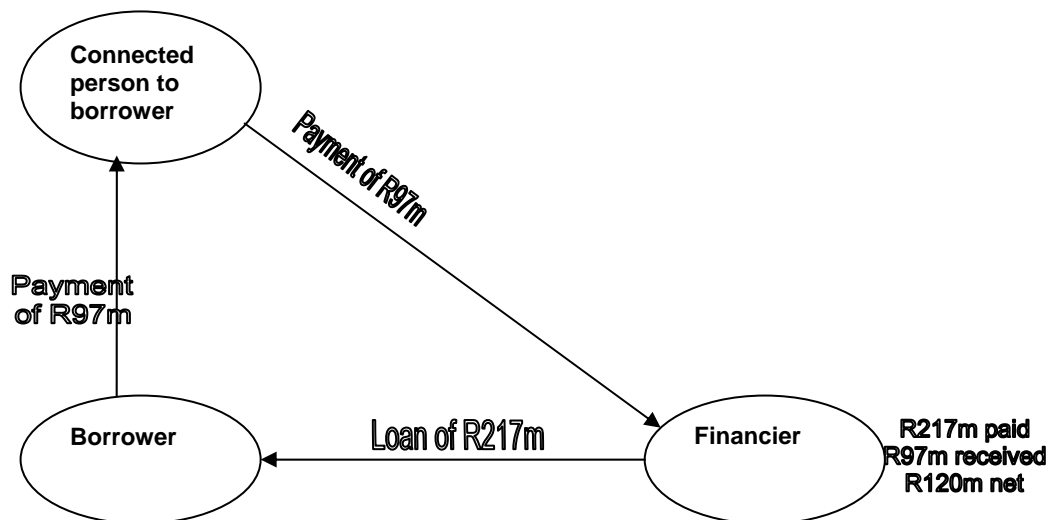 Connected
person to
borrower
Payment of R97m
Payment
of R97m
Borrower
Loan of R217m
Financier
R217m paid
R97m received
R120m net